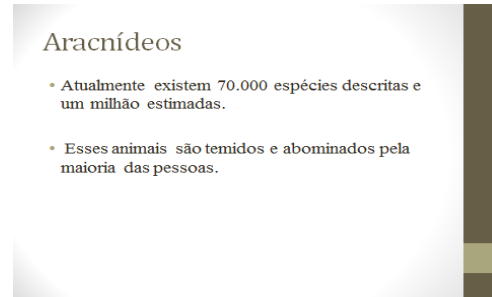 Aracnídeos
• Atualmente existem 70.000 espécies descritas e
um milhão estimadas.
• Esses animais são temidos e abominados pela
maioria das pessoas.